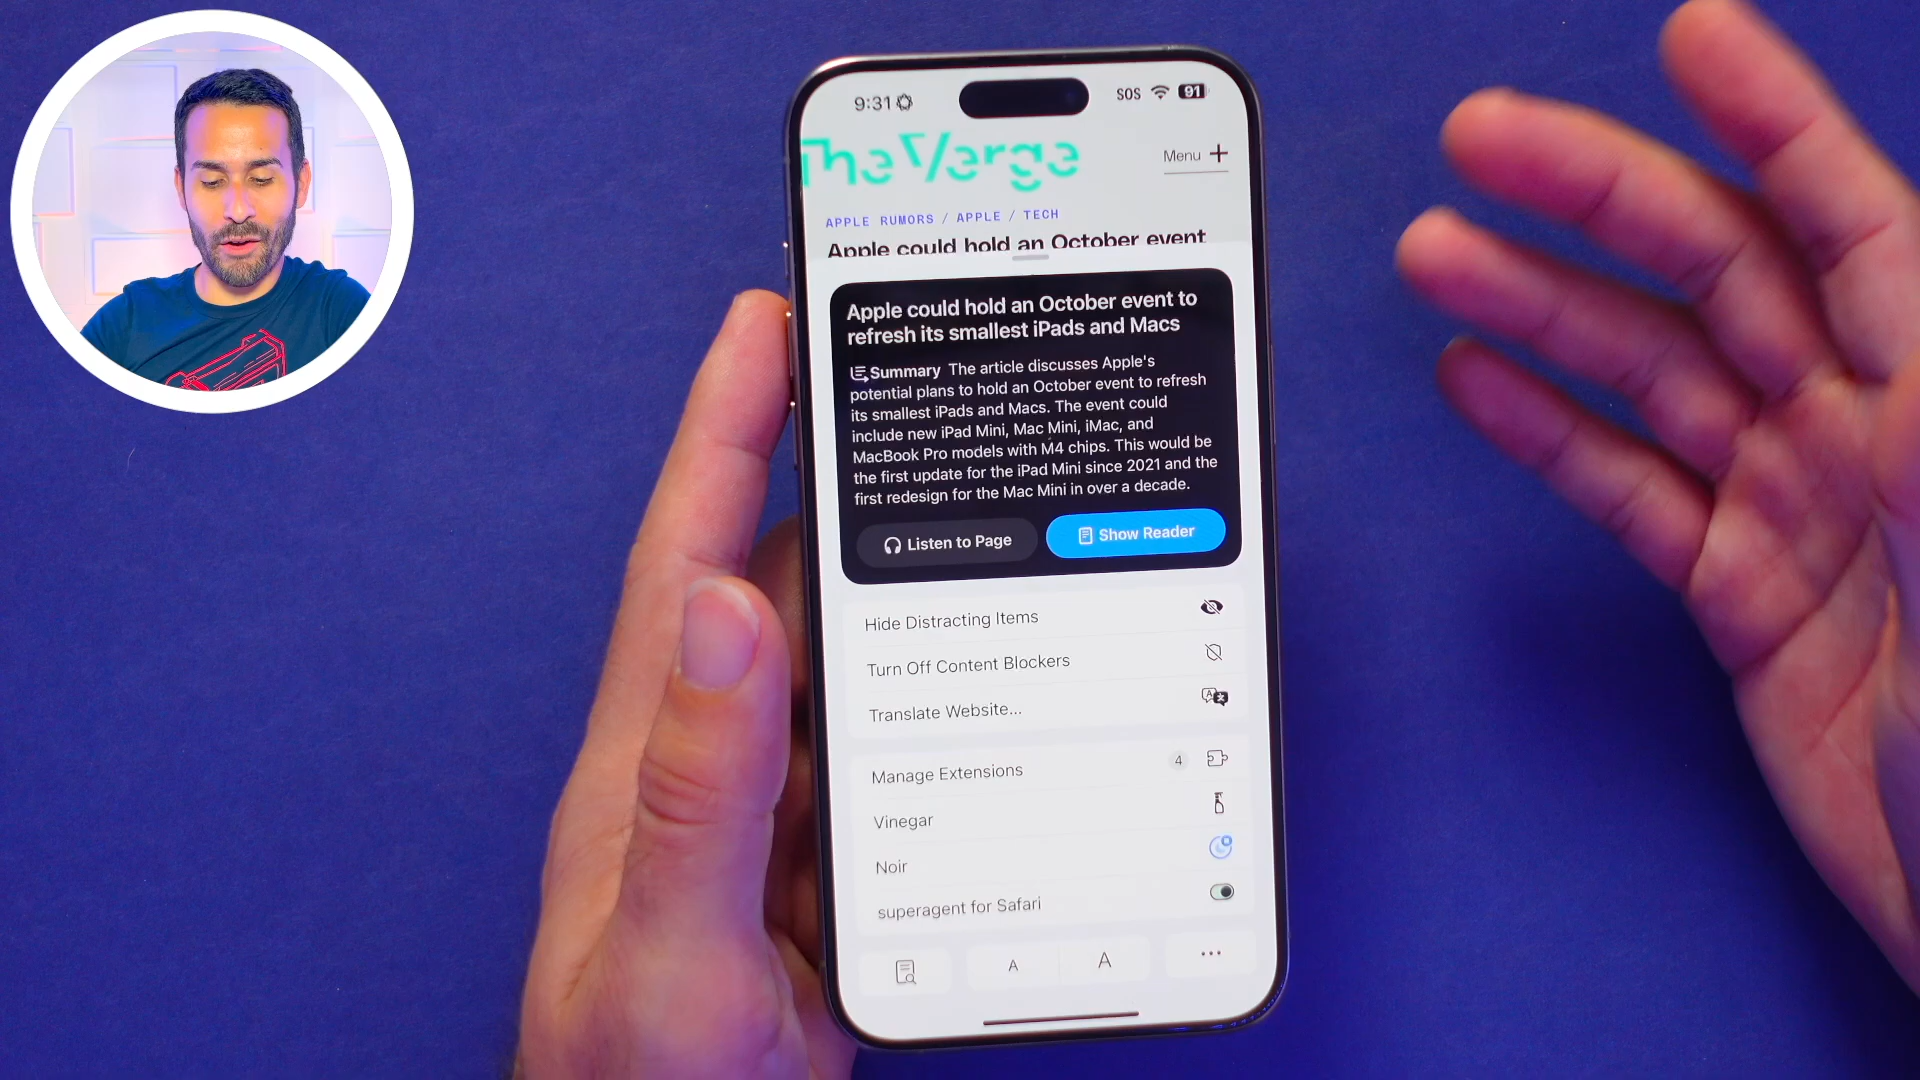 9:31
SOS
91
The Verge
Menu +
APPLE RUMORS / APPLE / TECH
Apple could hold an October event
Apple could hold an October event to
refresh its smallest iPads and Macs
Summary The article discusses Apple's
potential plans to hold an October event to refresh
its smallest iPads and Macs. The event could
include new iPad Mini, Mac Mini, iMac, and
MacBook Pro models with M4 chips. This would be
the first update for the iPad Mini since 2021 and the
first redesign for the Mac Mini in over a decade.
Listen to Page
Show Reader
Hide Distracting Items
Turn Off Content Blockers
Translate Website...
Manage Extensions
4
Vinegar
Noir
superagent for Safari
A
A